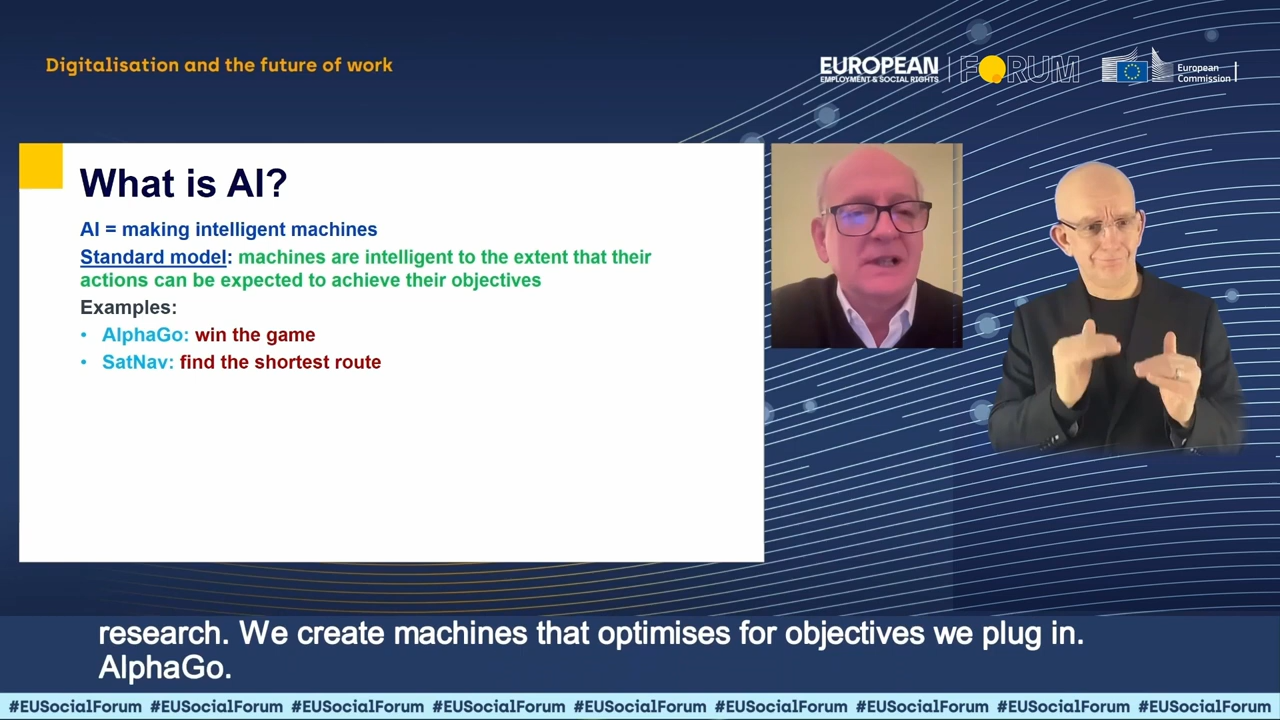 Digitalisation and the future of work
EUROPEAN
EMPLOYMENT & SOCIAL RIGHTS
FORUM
European
Commission
What is AI?
AI = making intelligent machines
Standard model: machines are intelligent to the extent that their
actions can be expected to achieve their objectives
Examples:
• AlphaGo: win the game
• SatNav: find the shortest route
research. We create machines that optimises for objectives we plug in.
AlphaGo.
#EUSocialForum #EUSocialForum #EUSocialForum #EUSocialForum #EUSocialForum #EUSocialForum #EUSocialForum #EUSocialForum #EUSocialForum